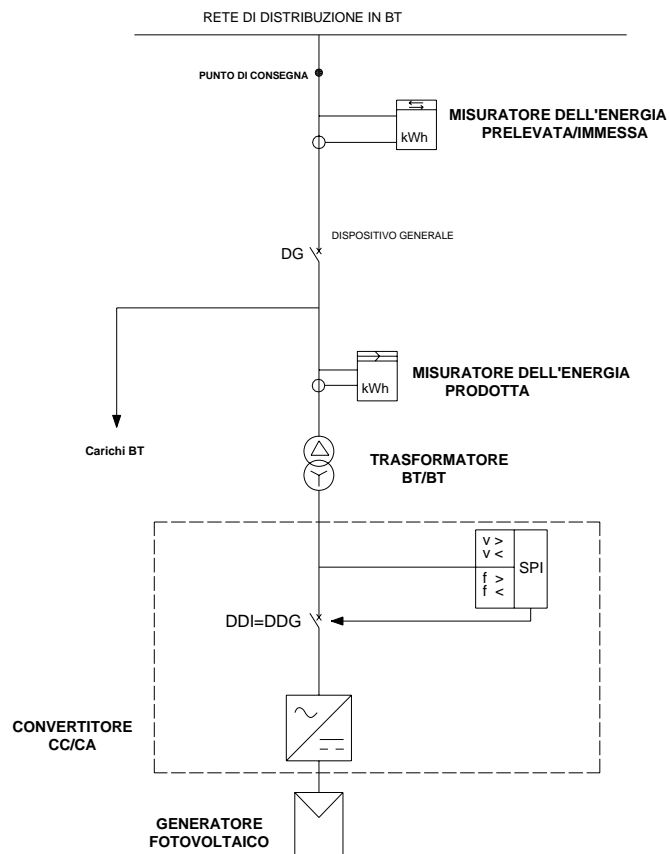 RETE DI DISTRIBUZIONE IN BT
PUNTO DI CONSEGNA
MISURATORE DELL'ENERGIA
PRELEVATA/IMMESSA
kWh
DISPOSITIVO GENERALE
DG
MISURATORE DELL'ENERGIA
PRODOTTA
kWh
Carichi BT
TRASFORMATORE
BT/BT
v >
v <
f >
f <
SPI
DDI=DDG
CONVERTITORE
CC/CA
GENERATORE
FOTOVOLTAICO